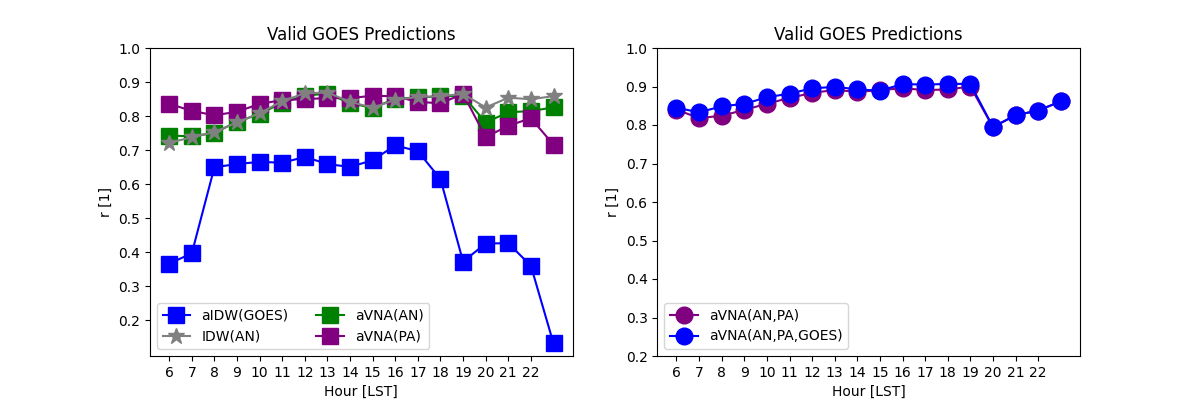 Valid GOES Predictions
1.0
0.9
0.8
0.7
0.6
0.5
0.4
0.3
0.2
r [1]
aIDW(GOES)
IDW(AN)
aVNA(AN)
aVNA(PA)
6 7 8 9 10 11 12 13 14 15 16 17 18 19 20 21 22
Hour [LST]
Valid GOES Predictions
1.0
0.9
0.8
0.7
0.6
0.5
0.4
0.3
0.2
r [1]
aVNA(AN,PA)
aVNA(AN,PA,GOES)
6 7 8 9 10 11 12 13 14 15 16 17 18 19 20 21 22
Hour [LST]